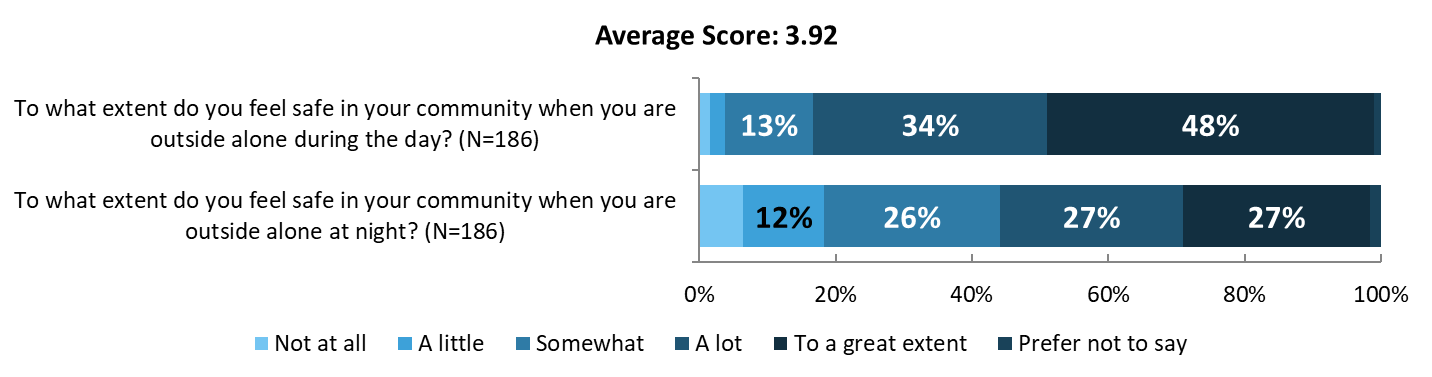 Average Score: 3.92
To what extent do you feel safe in your community when you are
outside alone during the day? (N=186)
13% 34% 48%
To what extent do you feel safe in your community when you are
outside alone at night? (N=186)
12% 26% 27% 27%
0% 20% 40% 60% 80% 100%
Not at all A little Somewhat A lot To a great extent Prefer not to say